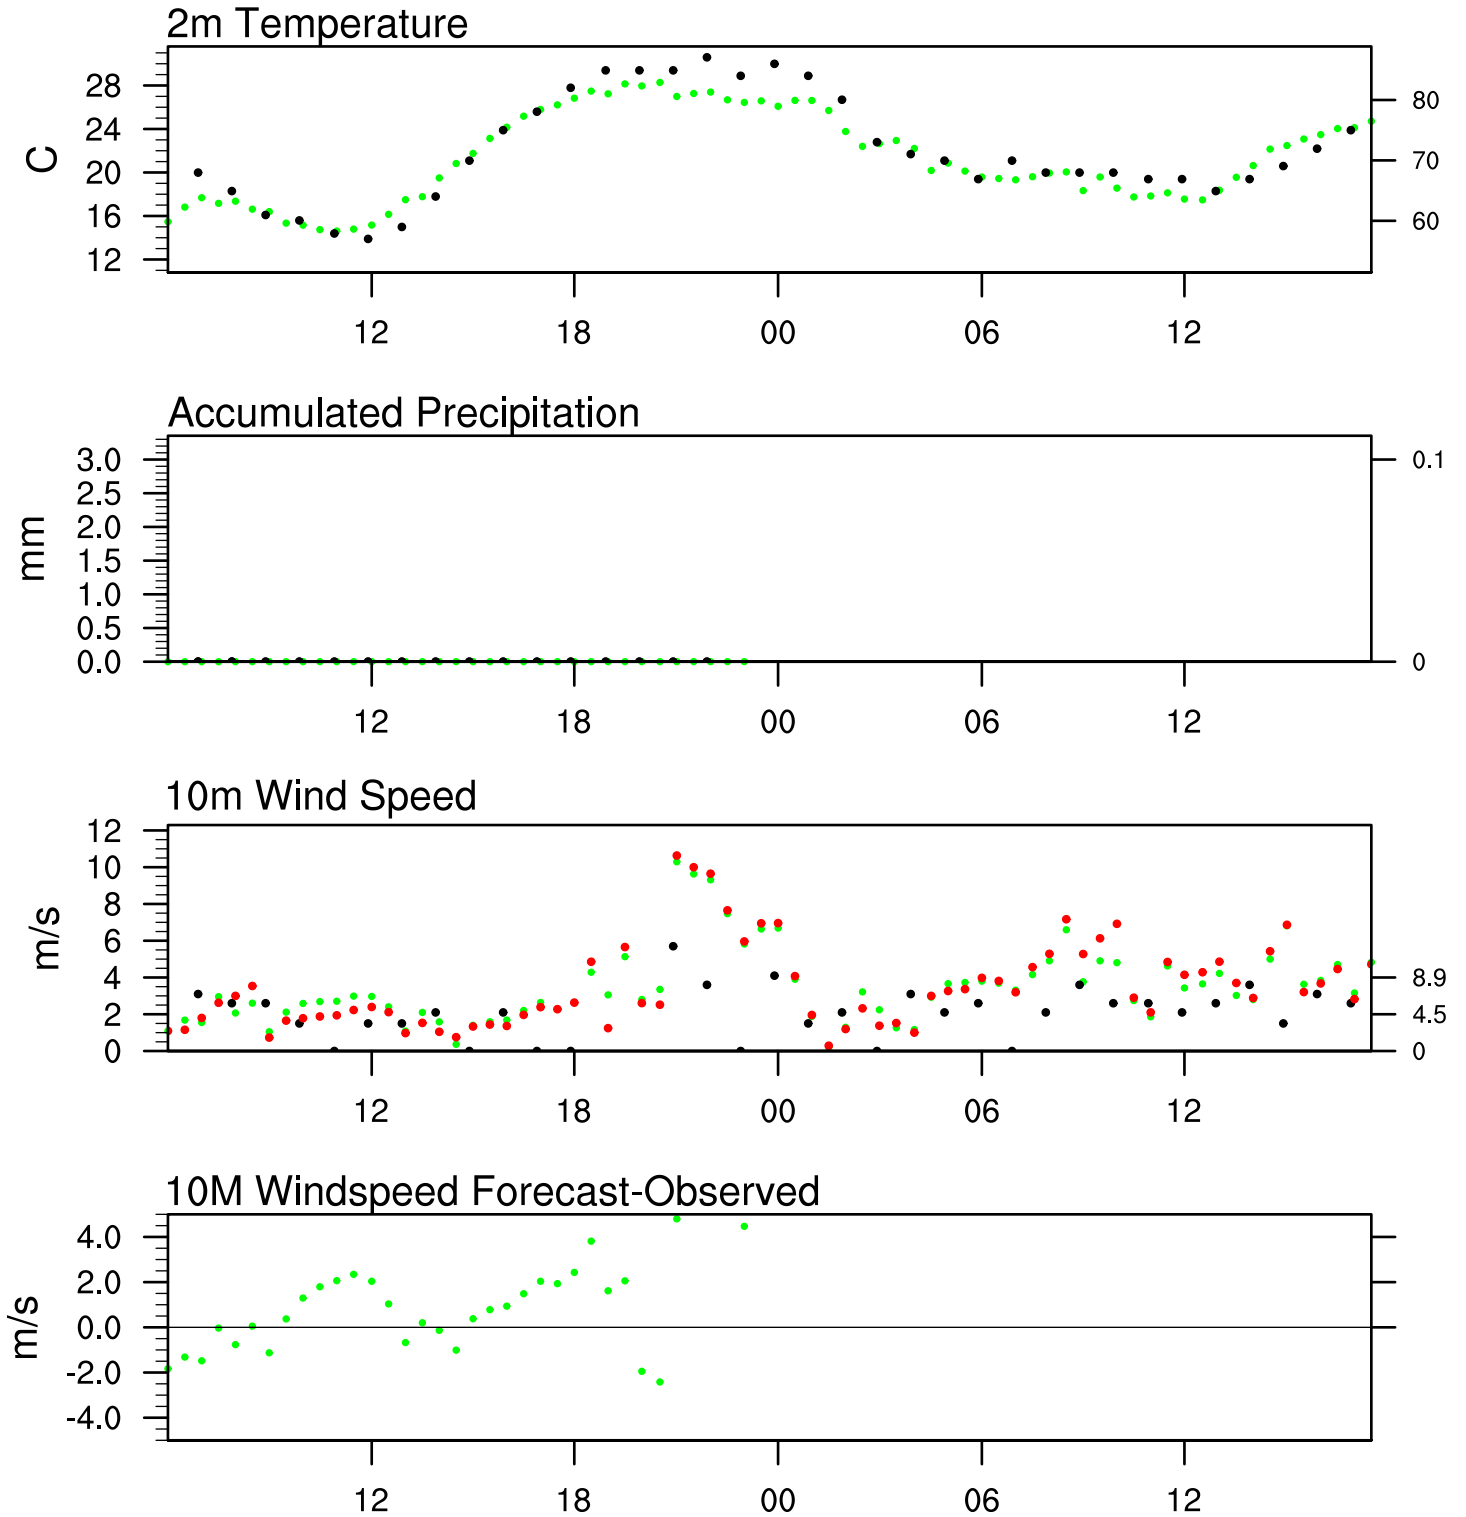 2m Temperature
28
24
20
16
12
C
80
70
60
12 18 00 06 12
Accumulated Precipitation
3.0
2.5
2.0
1.5
1.0
0.5
0.0
mm
0.1
0
12 18 00 06 12
10m Wind Speed
12
10
8
6
4
2
0
m/s
8.9
4.5
0
12 18 00 06 12
10M Windspeed Forecast-Observed
4.0
2.0
0.0
-2.0
-4.0
m/s
12 18 00 06 12